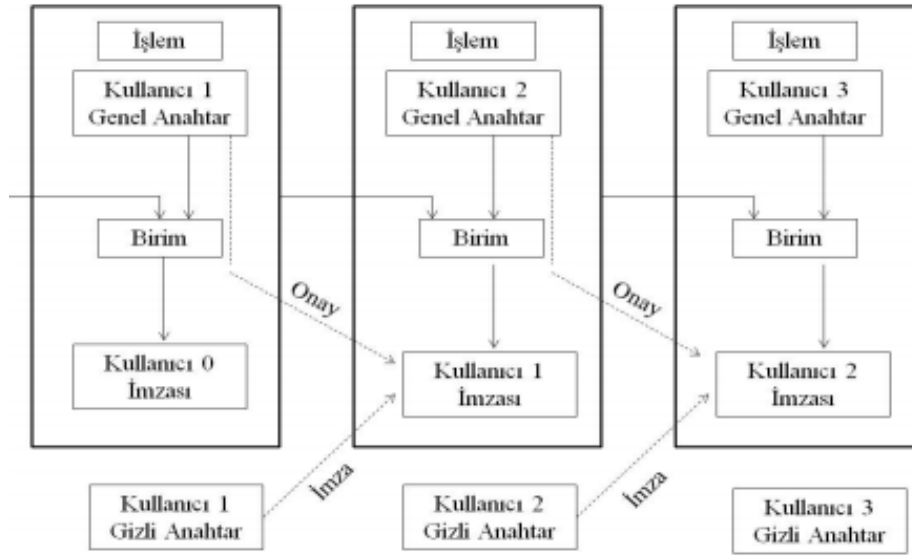 İşlem
Kullanıcı 1
Genel Anahtar
Birim
Kullanıcı 0
İmzası
Kullanıcı 1
Gizli Anahtar
İşlem
Kullanıcı 2
Genel Anahtar
Birim
Onay
Kullanıcı 1
İmzası
İmza
Kullanıcı 2
Gizli Anahtar
İşlem
Kullanıcı 3
Genel Anahtar
Birim
Onay
Kullanıcı 2
İmzası
İmza
Kullanıcı 3
Gizli Anahtar